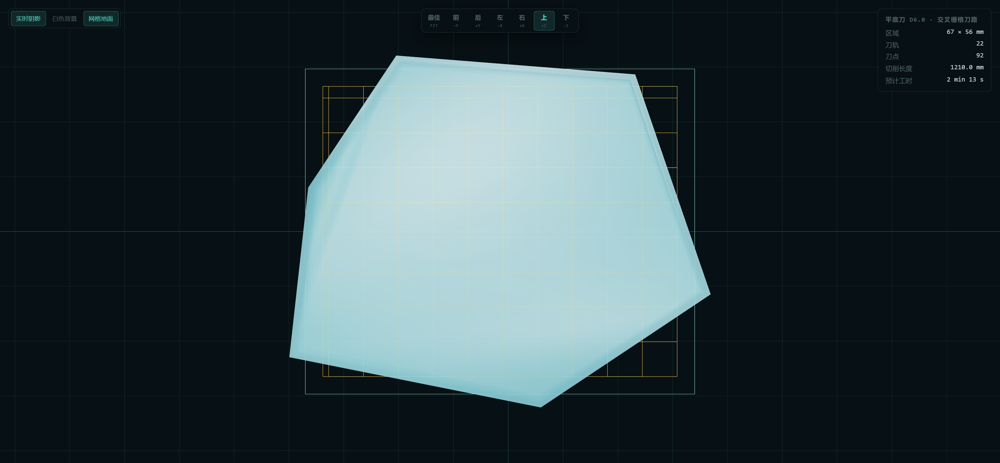 实时阴影 白色背景 网格地面
最佳 前 后 左 右 上 下
FIT -Y +Y -X +X +Z -Z
平底刀 D6.0 · 交叉栅格刀路
区域 67 × 56 mm
刀轨 22
刀点 92
切削长度 1210.0 mm
预计工时 2 min 13 s